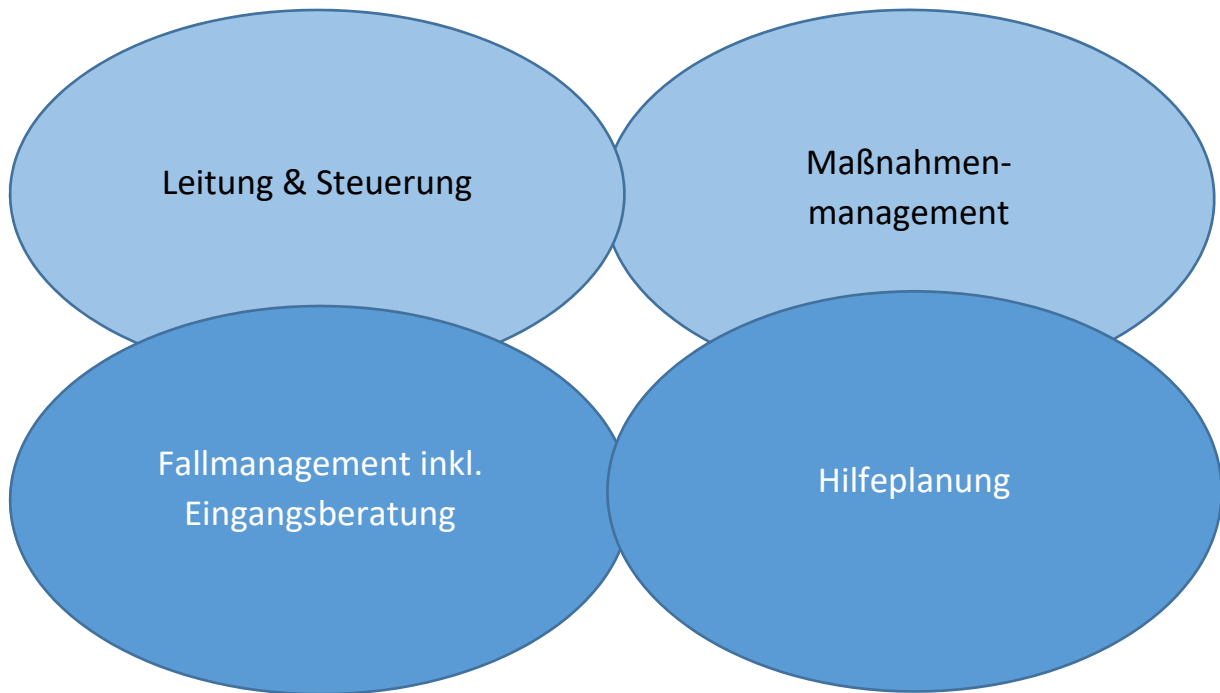 Leitung & Steuerung
Maßnahmen-
management
Fallmanagement inkl.
Eingangsberatung
Hilfeplanung